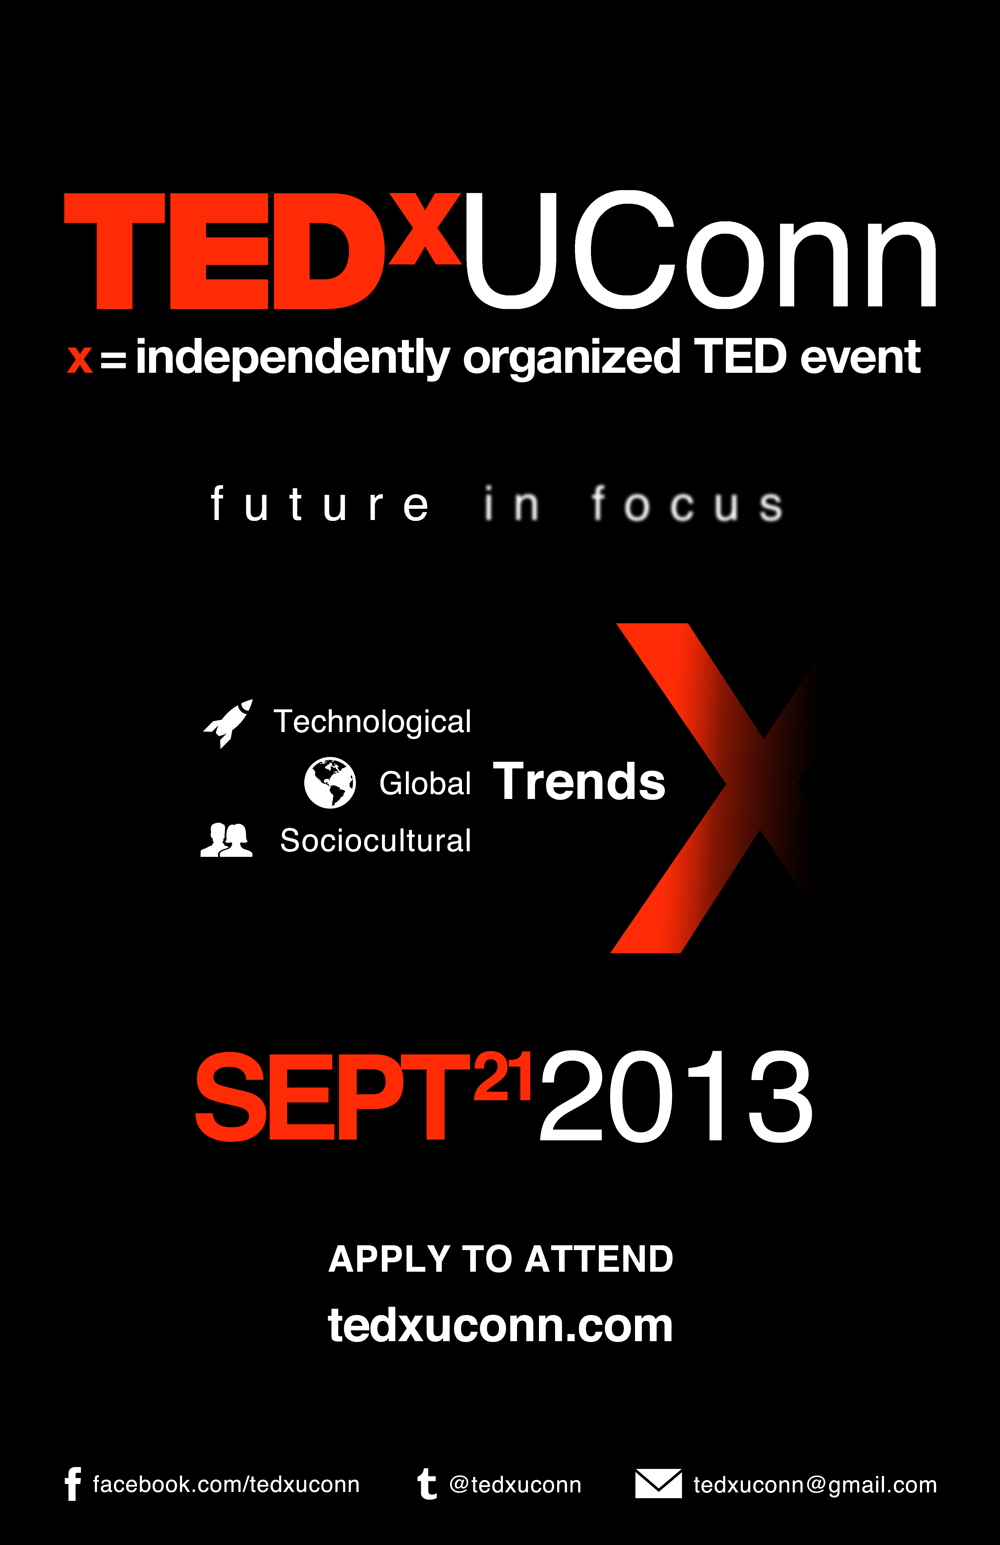 TEDxUConn
x = independently organized TED event
future in focus
Technological
Global Trends
Sociocultural
X
SEPT 21 2013
APPLY TO ATTEND
tedxuconn.com
facebook.com/tedxuconn @tedxuconn tedxuconn@gmail.com